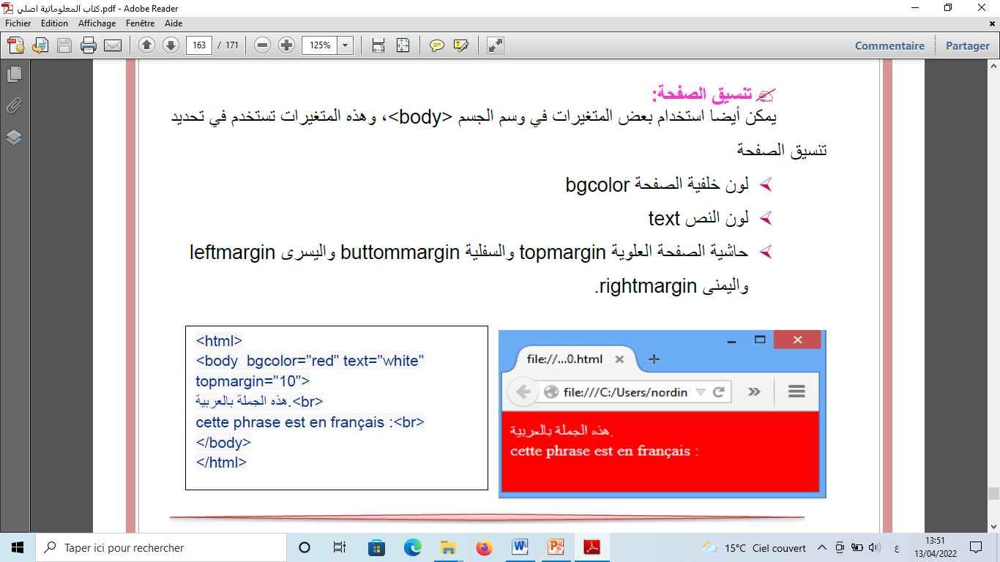 كتاب المعلوماتية اصلي.pdf - Adobe Reader
Fichier Edition Affichage Fenêtre Aide
163 / 171 125% Commentaire Partager
تنسيق الصفحة:
يمكن أيضا استخدام بعض المتغيرات في وسم الجسم <body>، وهذه المتغيرات تستخدم في تحديد
تنسيق الصفحة
لون خلفية الصفحة bgcolor
لون النص text
حاشية الصفحة العلوية topmargin والسفلية buttommargin واليسرى leftmargin
واليمنى rightmargin.
<html>
<body bgcolor="red" text="white"
topmargin="10">
هذه الجملة بالعربية.<br>
cette phrase est en français :<br>
</body>
</html>
file://...0.html
file:///C:/Users/nordin
هذه الجملة بالعربية.
cette phrase est en français :
Taper ici pour rechercher
15°C Ciel couvert
ع
13:51
13/04/2022